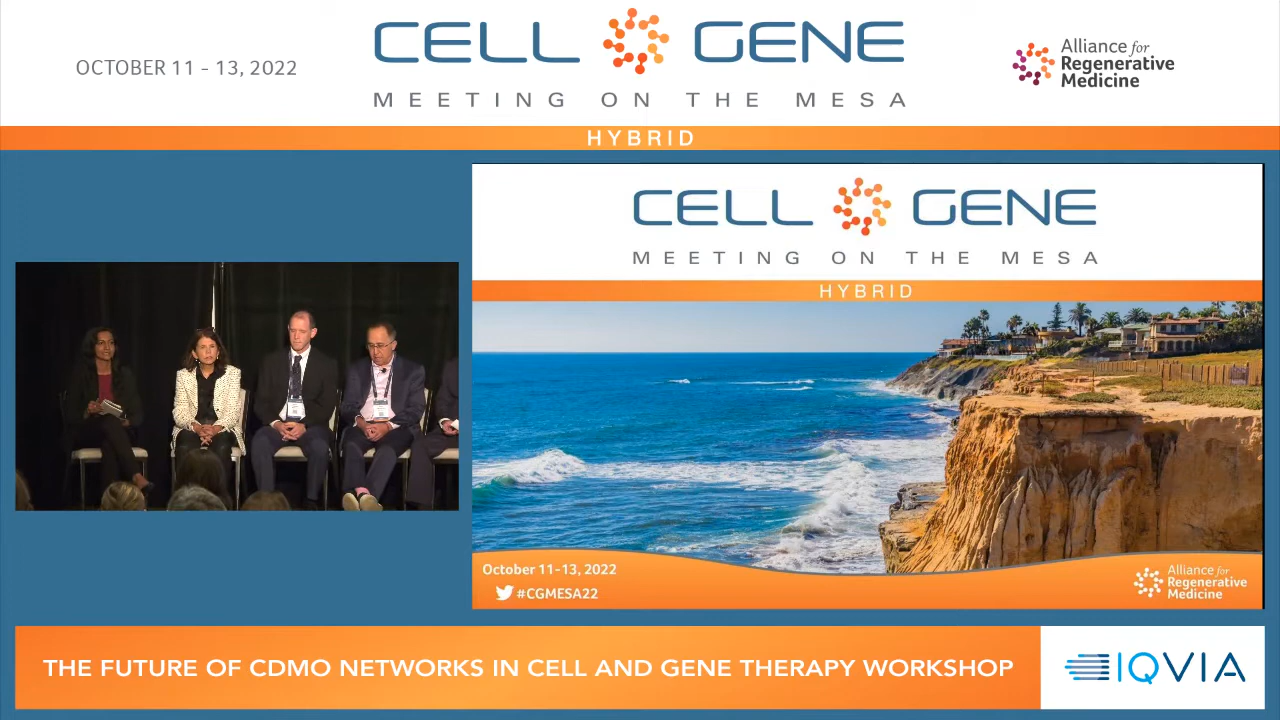 OCTOBER 11 - 13, 2022
CELL GENE
MEETING ON THE MESA
Alliance for
Regenerative
Medicine
HYBRID
CELL GENE
MEETING ON THE MESA
HYBRID
October 11-13, 2022
#CGMESA22
Alliance for
Regenerative
Medicine
THE FUTURE OF CDMO NETWORKS IN CELL AND GENE THERAPY WORKSHOP
IQVIA